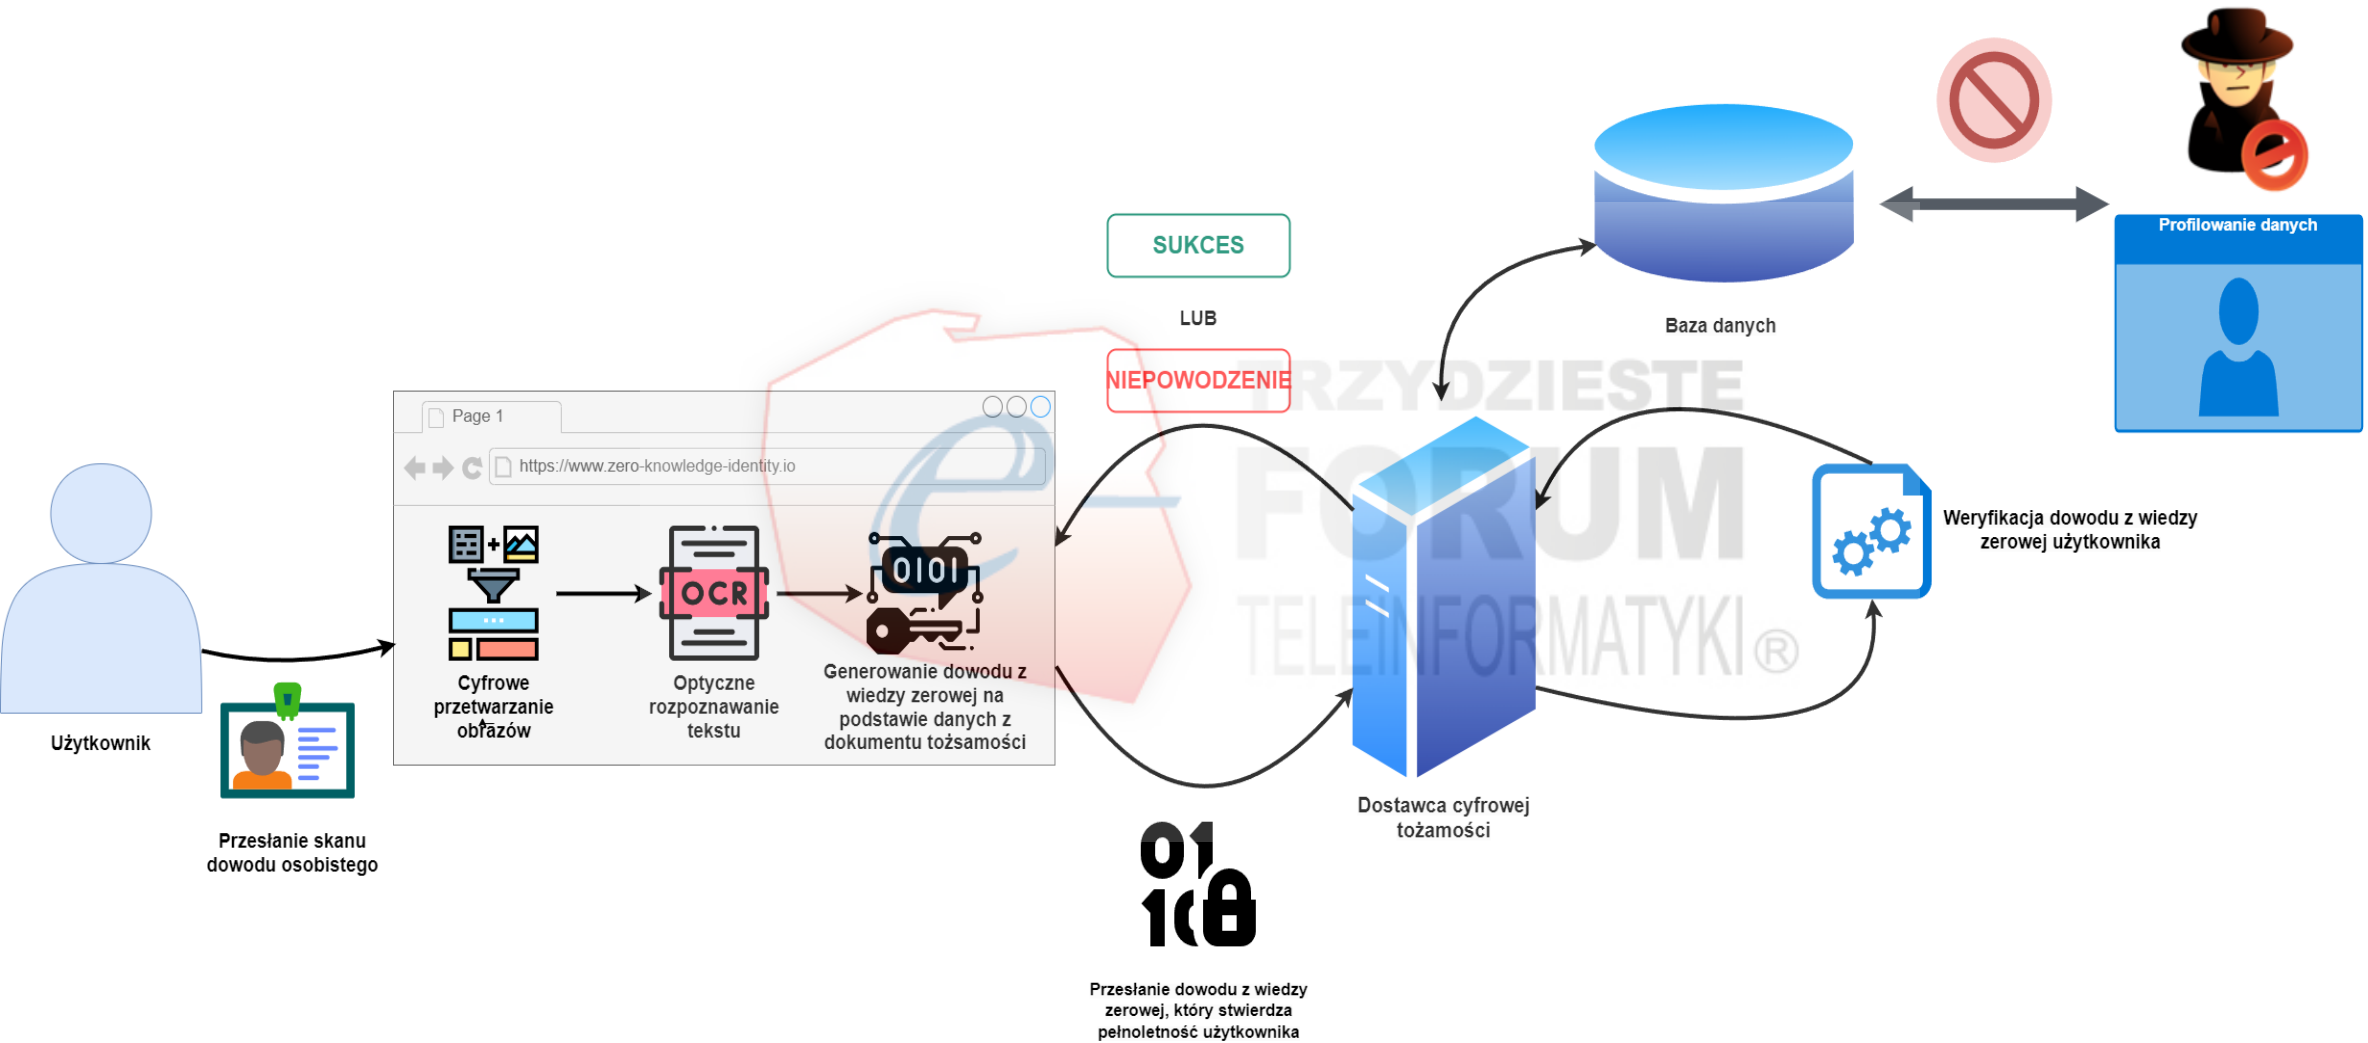 Użytkownik
Przesłanie skanu
dowodu osobistego
Page 1
https://www.zero-knowledge-identity.io
Cyfrowe
przetwarzanie
obrazów
OCR
Optyczne
rozpoznawanie
tekstu
0101
Generowanie dowodu z
wiedzy zerowej na
podstawie danych z
dokumentu tożsamości
SUKCES
LUB
NIEPOWODZENIE
01
10
Przesłanie dowodu z wiedzy
zerowej, który stwierdza
pełnoletność użytkownika
Dostawca cyfrowej
tożamości
Baza danych
Weryfikacja dowodu z wiedzy
zerowej użytkownika
Profilowanie danych
e-
TRZYDZIESTE
FORUM
TELEINFORMATYKI®